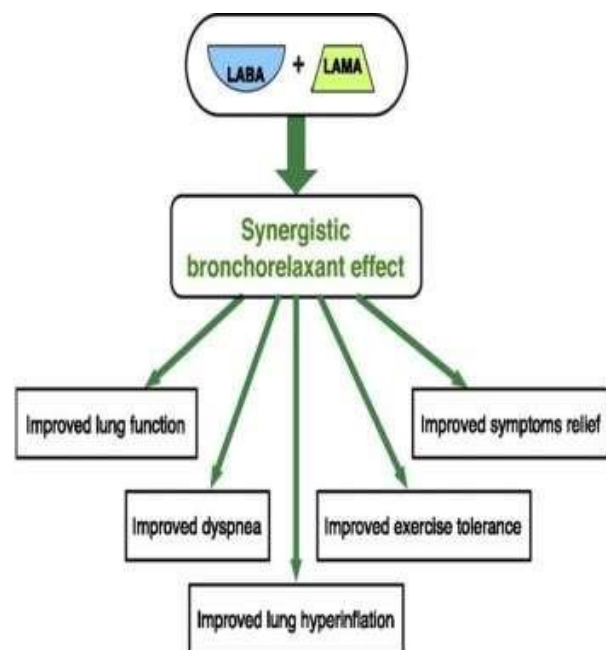 LABA + LAMA
Synergistic
bronchorelaxant effect
Improved lung function
Improved symptoms relief
Improved dyspnea
Improved exercise tolerance
Improved lung hyperinflation